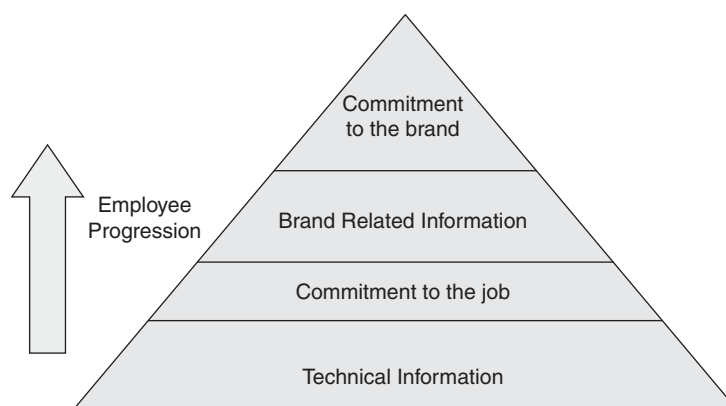 Commitment
to the brand
Employee
Progression
Brand Related Information
Commitment to the job
Technical Information